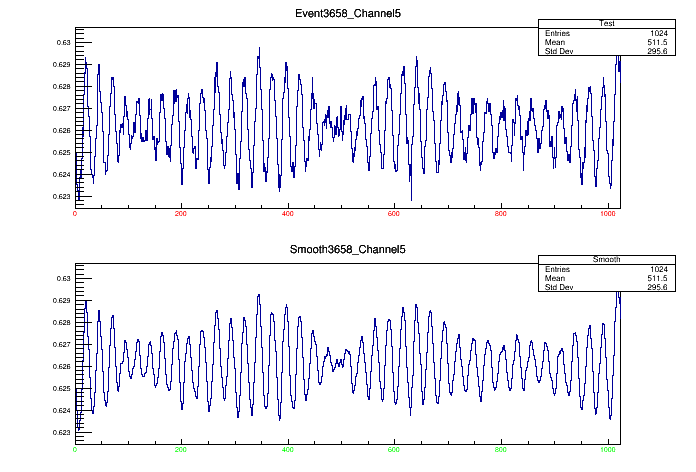 Event3658_Channel5
Test
Entries 1024
Mean 511.5
Std Dev 295.6
0.63
0.629
0.628
0.627
0.626
0.625
0.624
0.623
0 200 400 600 800 1000
Smooth3658_Channel5
Smooth
Entries 1024
Mean 511.5
Std Dev 295.6
0.63
0.629
0.628
0.627
0.626
0.625
0.624
0.623
0 200 400 600 800 1000